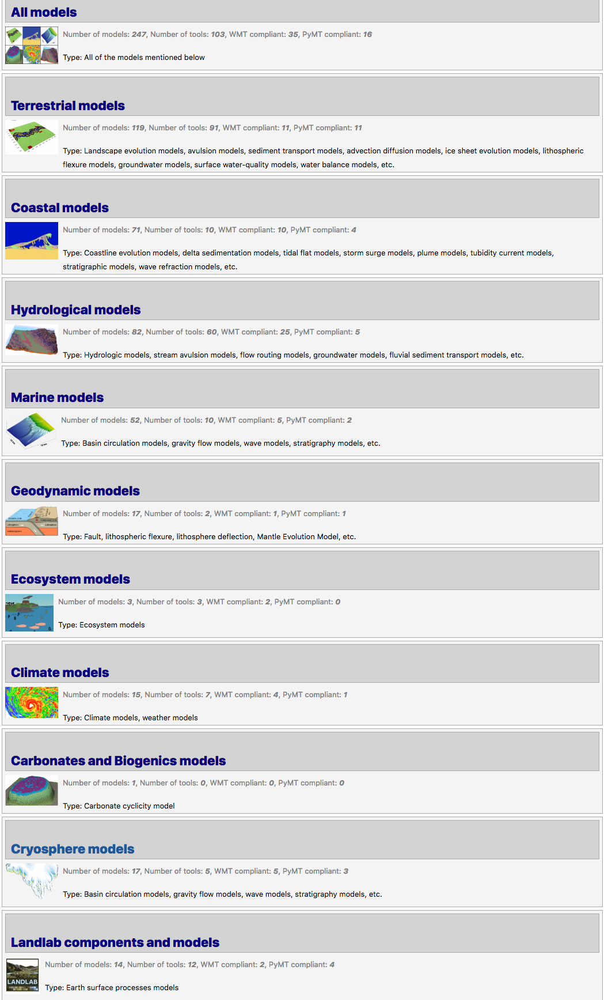 All models
Number of models: 247, Number of tools: 103, WMT compliant: 35, PyMT compliant: 16
Type: All of the models mentioned below
Terrestrial models
Number of models: 119, Number of tools: 91, WMT compliant: 11, PyMT compliant: 11
Type: Landscape evolution models, avulsion models, sediment transport models, advection diffusion models, ice sheet evolution models, lithospheric
flexure models, groundwater models, surface water-quality models, water balance models, etc.
Coastal models
Number of models: 71, Number of tools: 10, WMT compliant: 10, PyMT compliant: 4
Type: Coastline evolution models, delta sedimentation models, tidal flat models, storm surge models, plume models, tubidity current models,
stratigraphic models, wave refraction models, etc.
Hydrological models
Number of models: 82, Number of tools: 60, WMT compliant: 25, PyMT compliant: 5
Type: Hydrologic models, stream avulsion models, flow routing models, groundwater models, fluvial sediment transport models, etc.
Marine models
Number of models: 52, Number of tools: 10, WMT compliant: 5, PyMT compliant: 2
Type: Basin circulation models, gravity flow models, wave models, stratigraphy models, etc.
Geodynamic models
Number of models: 17, Number of tools: 2, WMT compliant: 1, PyMT compliant: 1
Type: Fault, lithospheric flexure, lithosphere deflection, Mantle Evolution Model, etc.
Ecosystem models
Number of models: 3, Number of tools: 3, WMT compliant: 2, PyMT compliant: 0
Type: Ecosystem models
Climate models
Number of models: 15, Number of tools: 7, WMT compliant: 4, PyMT compliant: 1
Type: Climate models, weather models
Carbonates and Biogenics models
Number of models: 1, Number of tools: 0, WMT compliant: 0, PyMT compliant: 0
Type: Carbonate cyclicity model
Cryosphere models
Number of models: 17, Number of tools: 5, WMT compliant: 5, PyMT compliant: 3
Type: Basin circulation models, gravity flow models, wave models, stratigraphy models, etc.
Landlab components and models
Number of models: 14, Number of tools: 12, WMT compliant: 2, PyMT compliant: 4
LANDLAB
Type: Earth surface processes models